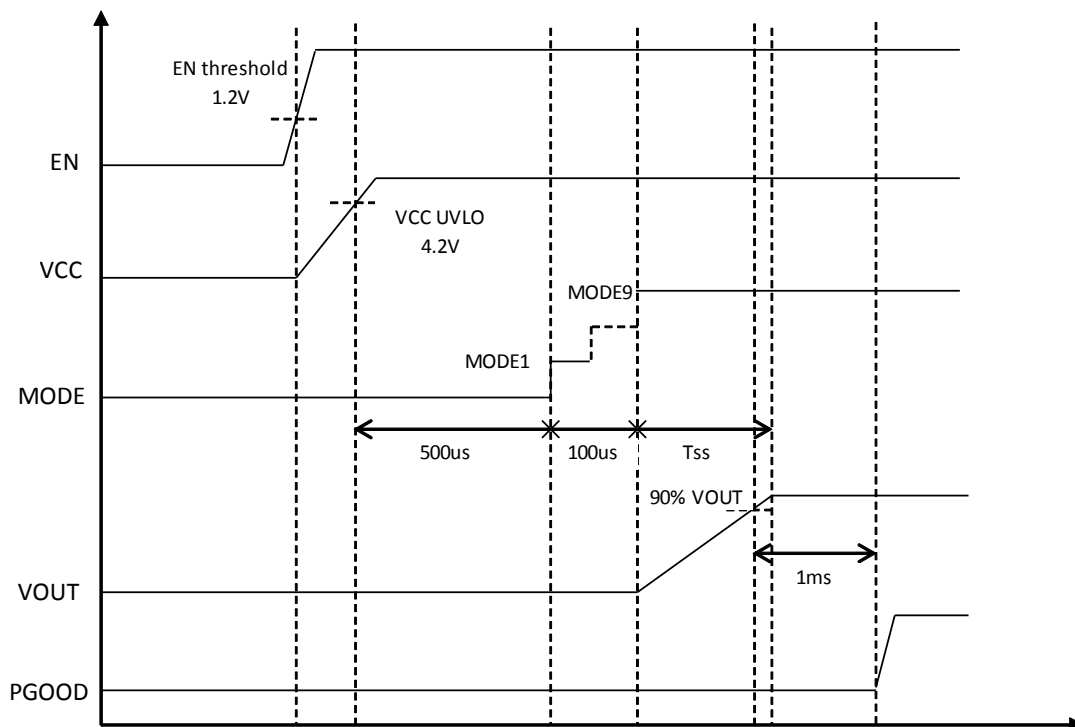 EN threshold
1.2V
EN
VCC UVLO
4.2V
VCC
MODE9
MODE1
MODE
500us
100us
Tss
90% VOUT
1ms
VOUT
PGOOD